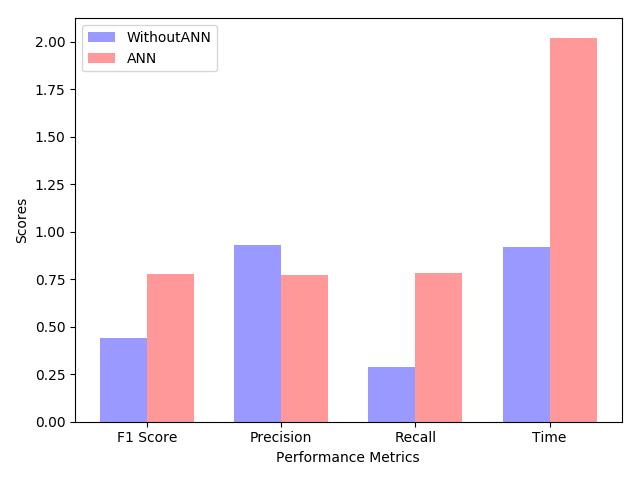 WithoutANN
ANN
2.00
1.75
1.50
1.25
1.00
0.75
0.50
0.25
0.00
Scores
F1 Score
Precision
Recall
Time
Performance Metrics